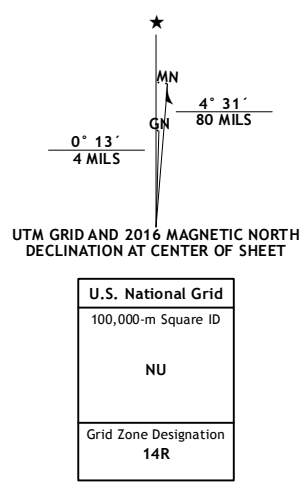 ★
MN
4° 31´
80 MILS
GN
0° 13´
4 MILS
UTM GRID AND 2016 MAGNETIC NORTH
DECLINATION AT CENTER OF SHEET
U.S. National Grid
100,000-m Square ID
NU
Grid Zone Designation
14R